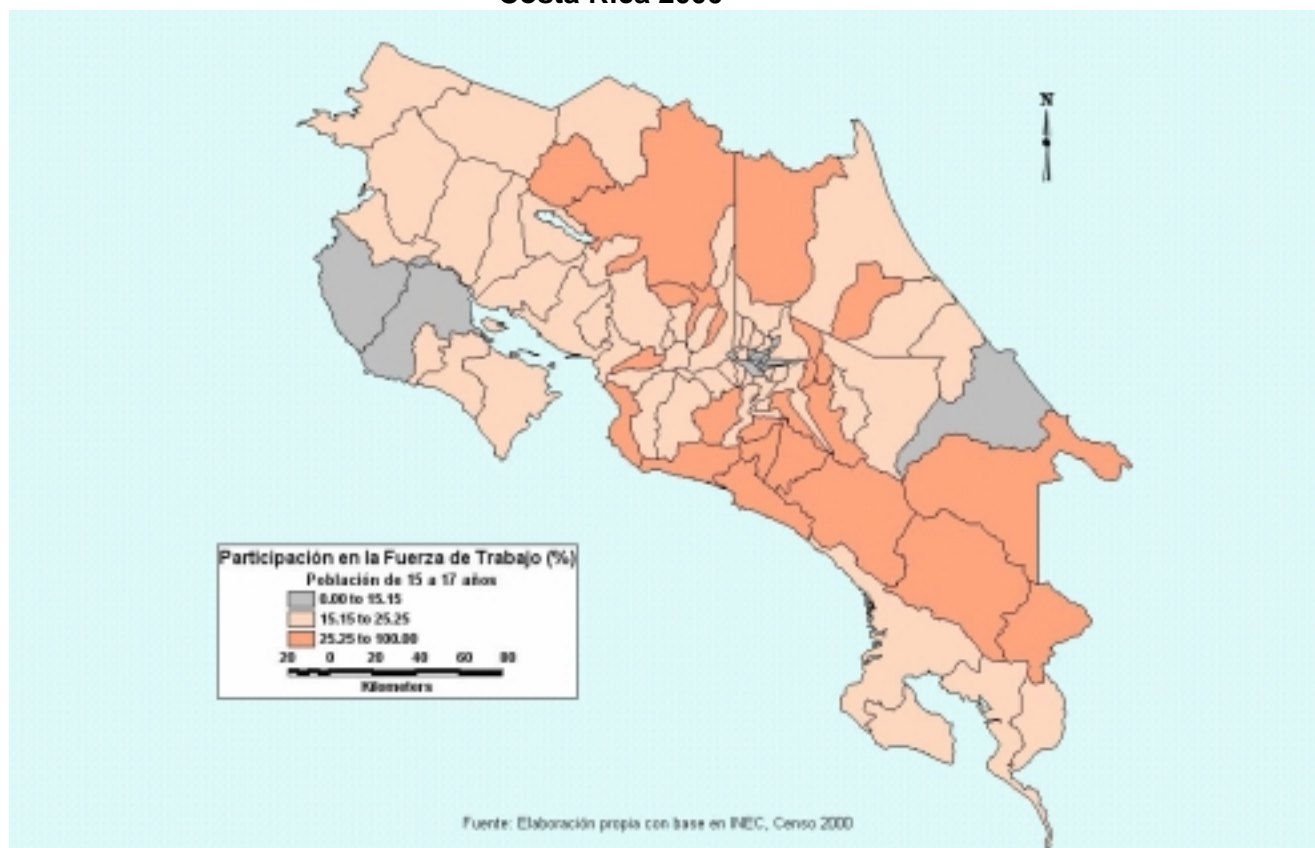 Costa Rica 2000
N
Participación en la Fuerza de Trabajo (%)
Población de 15 a 17 años
0.00 to 15.15
15.15 to 25.25
25.25 to 100.00
20 0 20 40 60 80
Kilometers
Fuente: Elaboración propia con base en INEC, Censo 2000